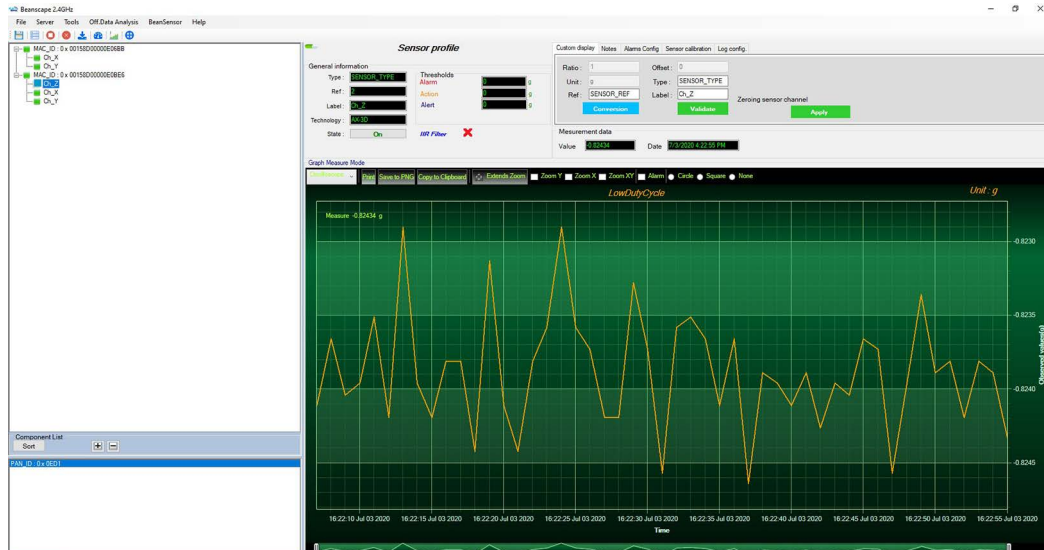 Beanscape 2.4GHz
File Server Tools Off.Data Analysis BeanSensor Help
MAC_ID : 0 x 00158D00000E06BB
Ch_X
Ch_Y
MAC_ID : 0 x 00158D00000E0BE6
Ch_Z
Ch_X
Ch_Y
Component List
Sort
PAN_ID : 0 x 0ED1
Sensor profile
General information
Type : SENSOR_TYPE
Ref : 2
Label : Ch_Z
Technology : AX-3D
State : On
Thresholds
Alarm 0 g
Action 0 g
Alert 0 g
IIR Filter
Custom display Notes Alarms Config Sensor calibration Log config.
Ratio : 1 Offset : 0
Unit : g Type : SENSOR_TYPE
Ref : SENSOR_REF Label : Ch_Z
Conversion Validate
Zeroing sensor channel
Apply
Mesurement data
Value -0.82434 Date 7/3/2020 4:22:55 PM
Graph Measure Mode
Print Save to PNG Copy to Clipboard Extends Zoom Zoom Y Zoom X Zoom XY Alarm Circle Square None
LowDutyCycle
Unit : g
Measure -0.82434 g
-0.8230
-0.8235
-0.8240
-0.8245
Observed values(g)
16:22:10 Jul 03 2020 16:22:15 Jul 03 2020 16:22:20 Jul 03 2020 16:22:25 Jul 03 2020 16:22:30 Jul 03 2020 16:22:35 Jul 03 2020 16:22:40 Jul 03 2020 16:22:45 Jul 03 2020 16:22:50 Jul 03 2020 16:22:55 Jul 03 2020
Time